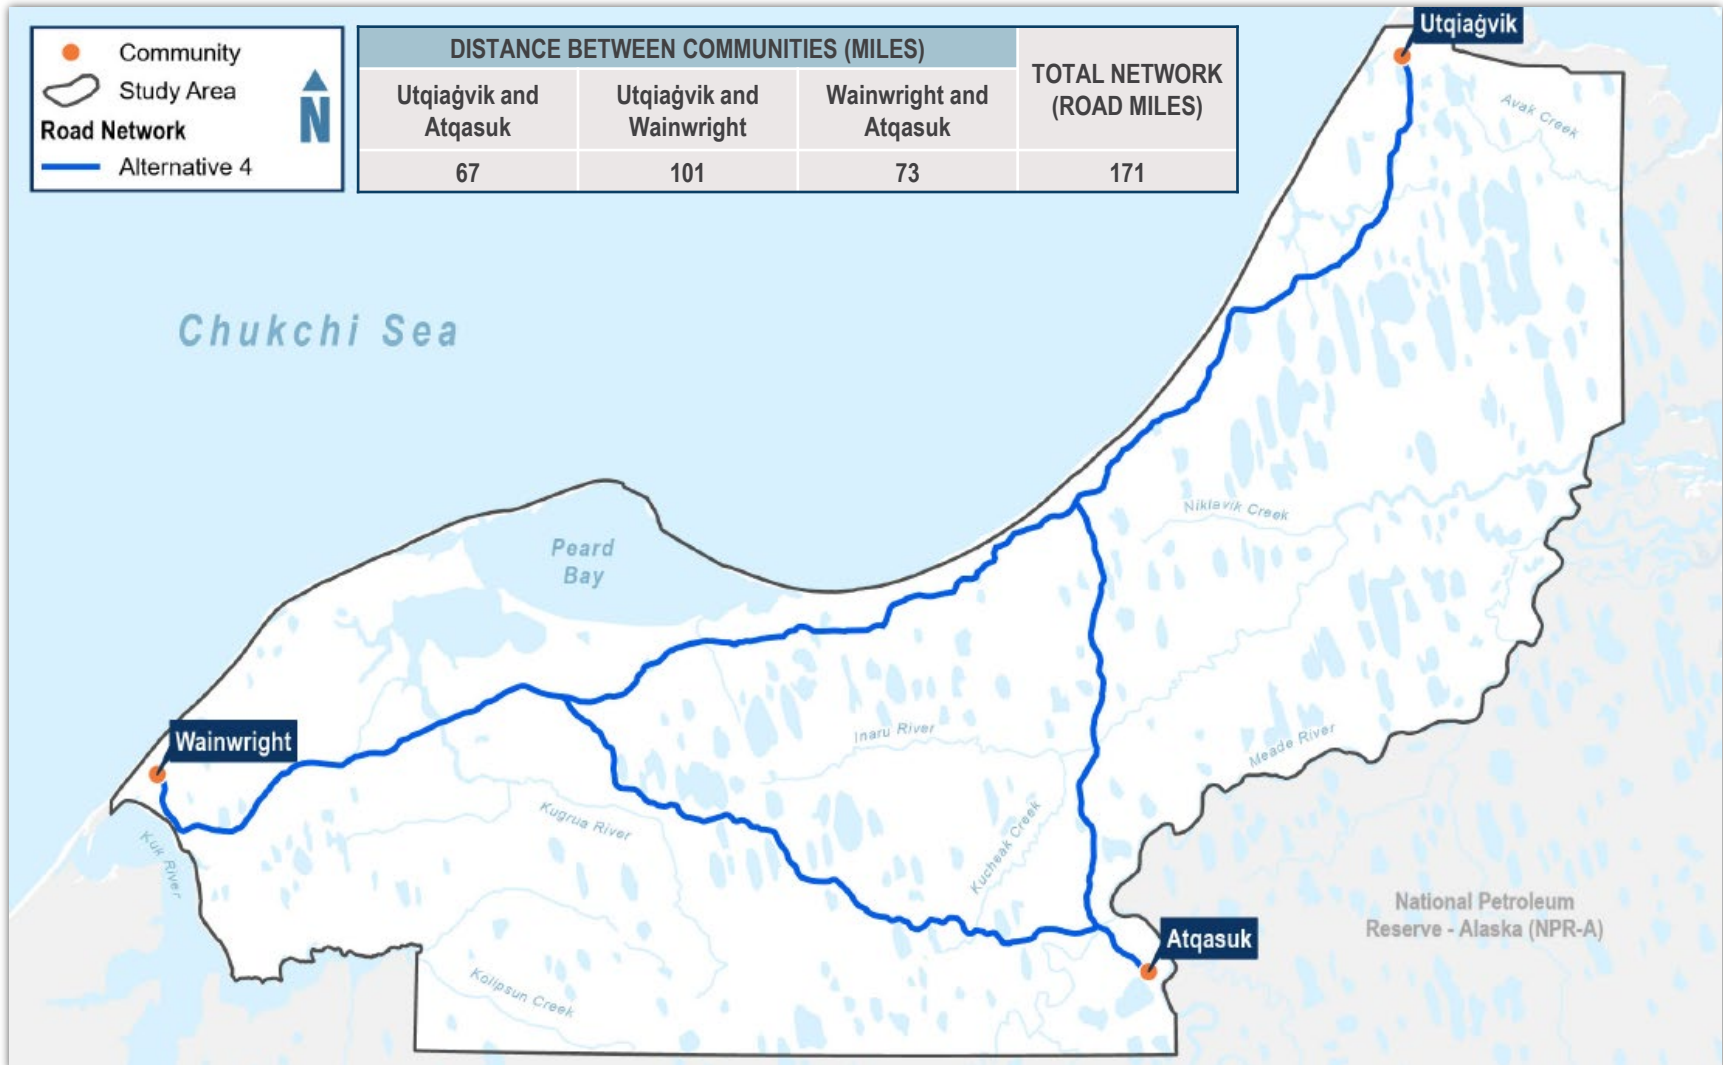 Community
Study Area
Road Network
Alternative 4
N
DISTANCE BETWEEN COMMUNITIES (MILES)
TOTAL NETWORK
(ROAD MILES)
Utqiaġvik and
Atqasuk
Utqiaġvik and
Wainwright
Wainwright and
Atqasuk
67
101
73
171
Utqiaġvik
Avak Creek
Chukchi Sea
Niklavik Creek
Peard
Bay
Inaru River
Meade River
Wainwright
Kugrua River
Kuk River
Kucheak Creek
National Petroleum
Reserve - Alaska (NPR-A)
Atqasuk
Kolipsun Creek